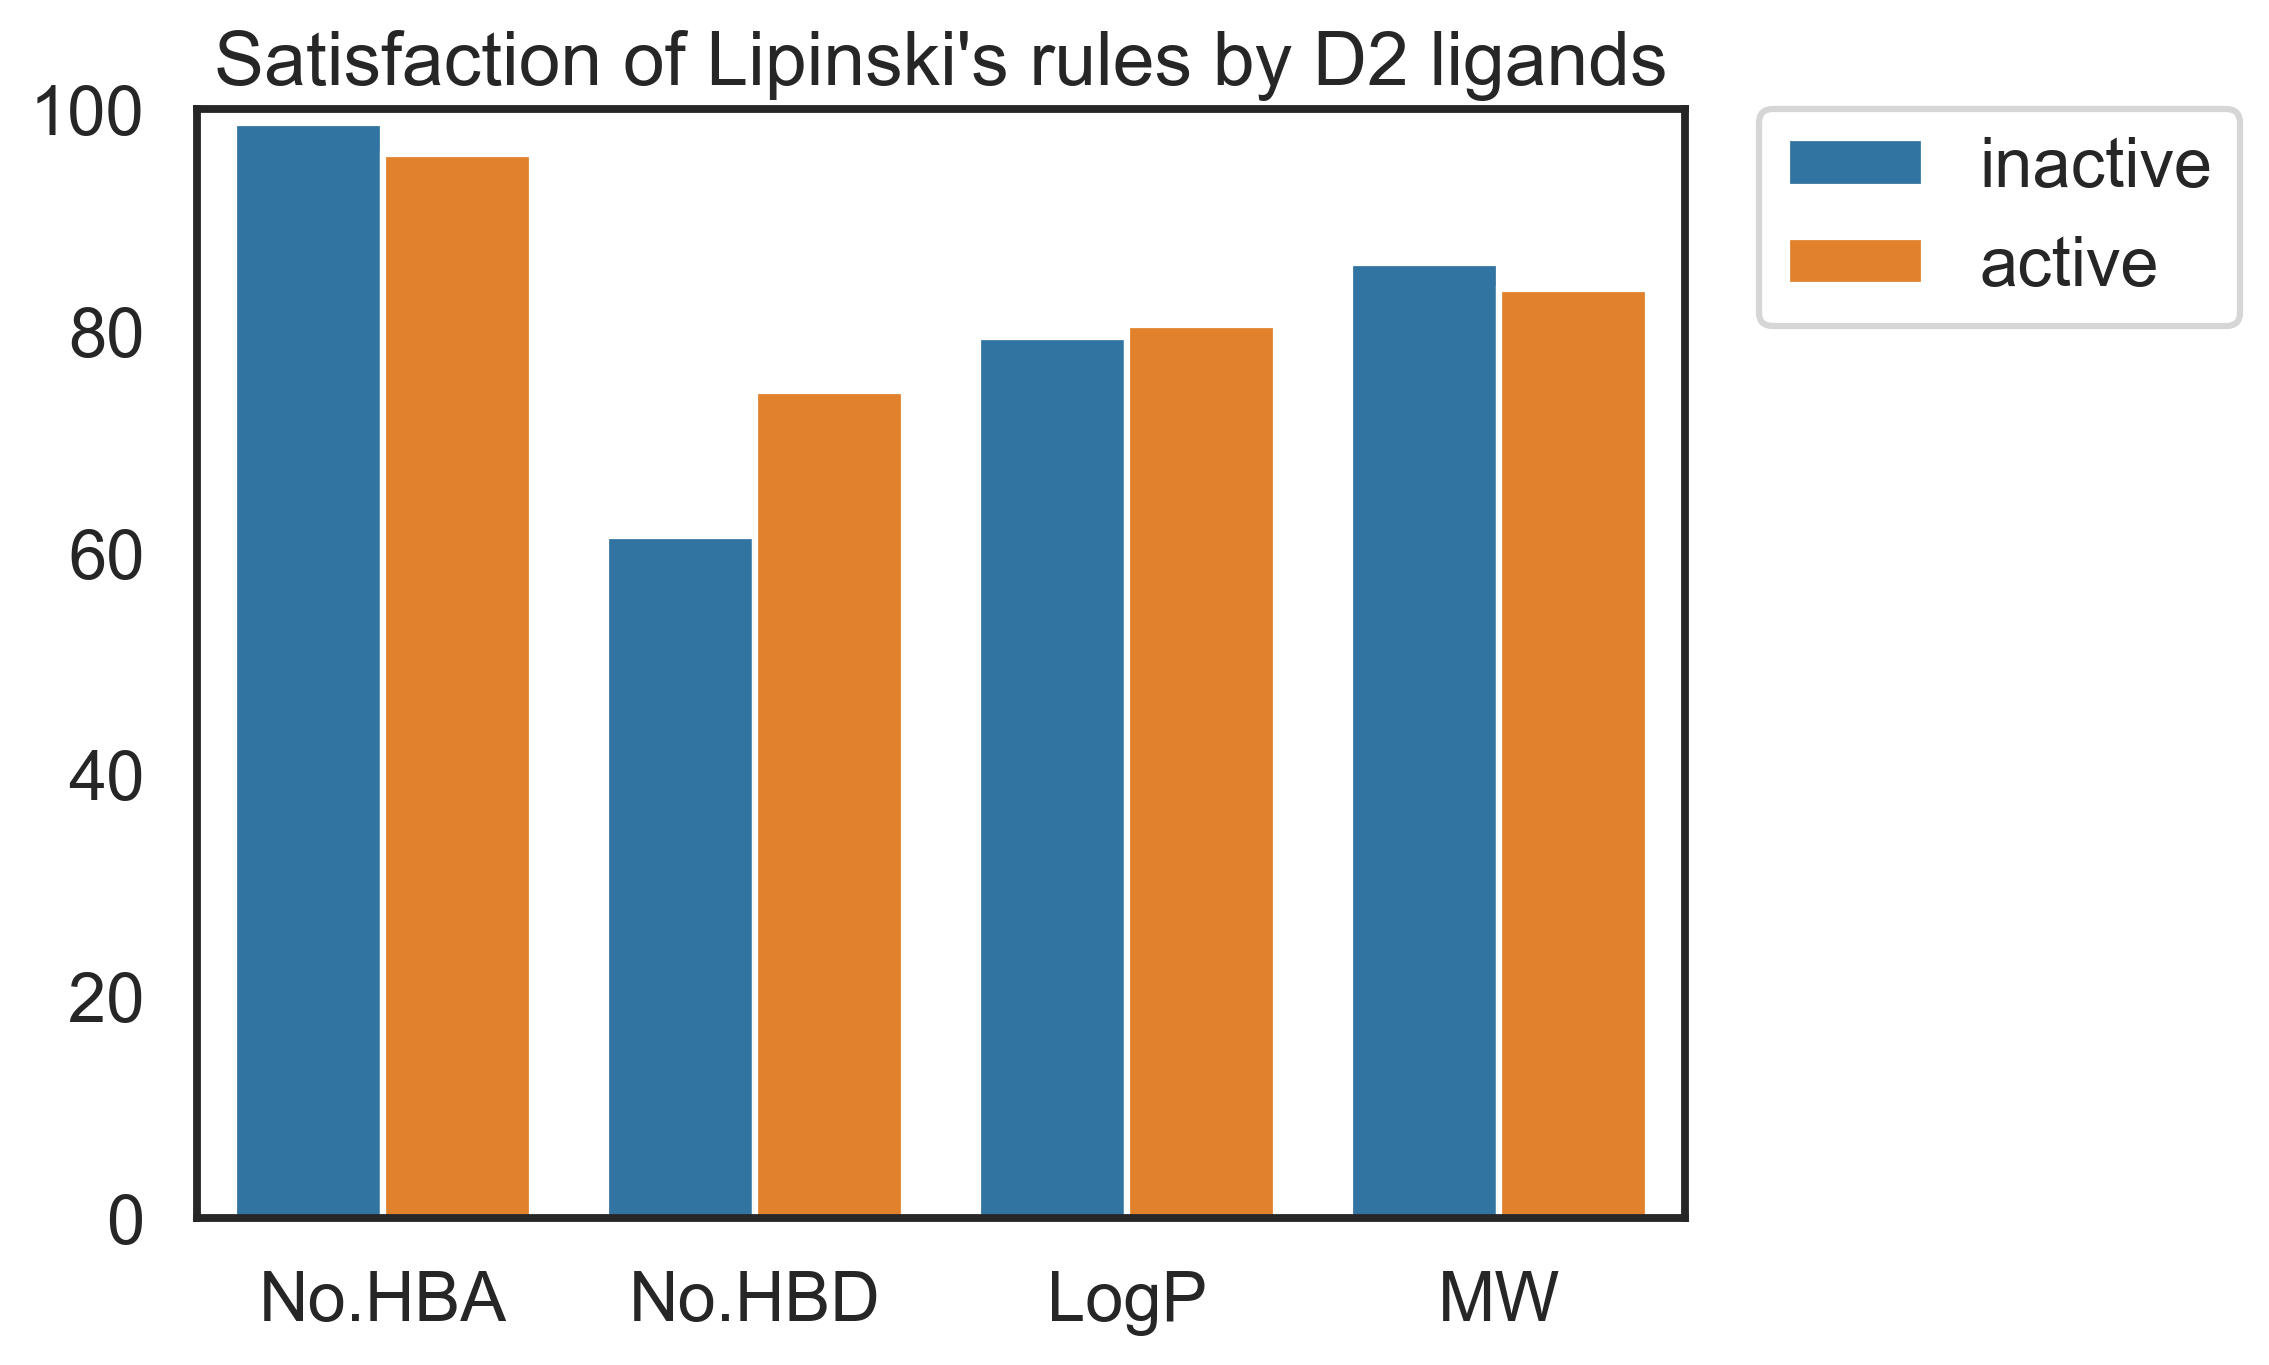 Satisfaction of Lipinski's rules by D2 ligands
100
80
60
40
20
0
No.HBA
No.HBD
LogP
MW
inactive
active